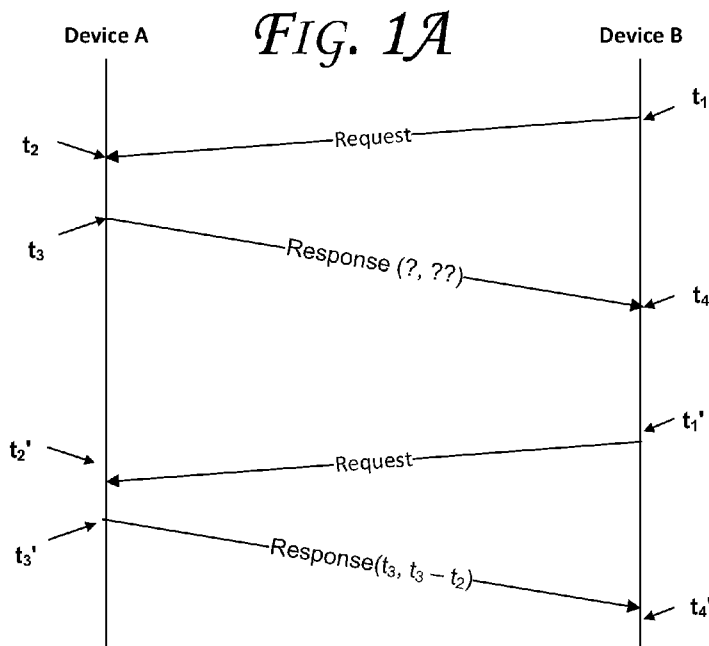 FIG. 1A
Device A
Device B
t₁
Request
t₂
t₃
Response (?, ??)
t₄
t₁'
t₂'
Request
t₃'
Response(t₃, t₃ – t₂)
t₄'